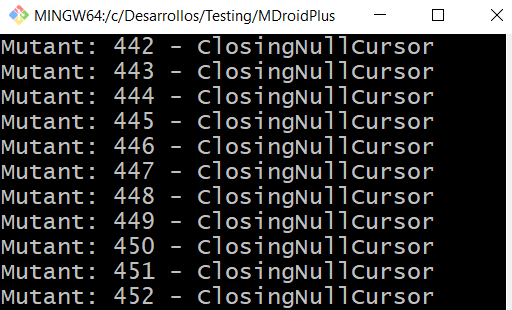 MINGW64:/c/Desarrollos/Testing/MDroidPlus
Mutant: 442 - ClosingNullCursor
Mutant: 443 - ClosingNullCursor
Mutant: 444 - ClosingNullCursor
Mutant: 445 - ClosingNullCursor
Mutant: 446 - ClosingNullCursor
Mutant: 447 - ClosingNullCursor
Mutant: 448 - ClosingNullCursor
Mutant: 449 - ClosingNullCursor
Mutant: 450 - ClosingNullCursor
Mutant: 451 - ClosingNullCursor
Mutant: 452 - ClosingNullCursor